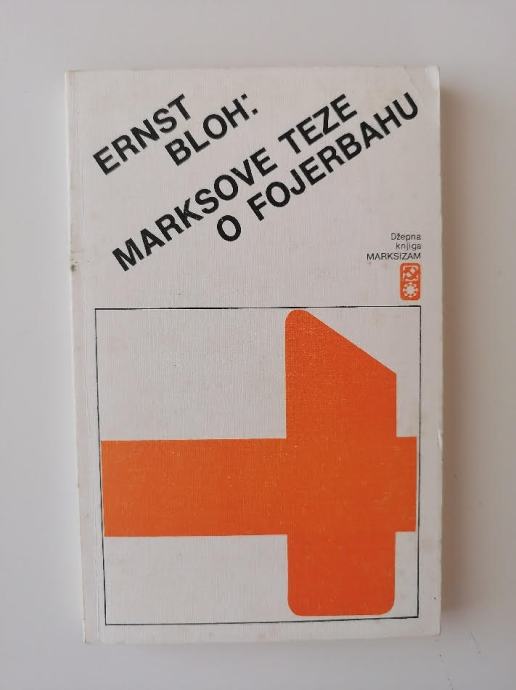 ERNST
BLOH:
MARKSOVE TEZE
O FOJERBAHU
Džepna
knjiga
MARKSIZAM